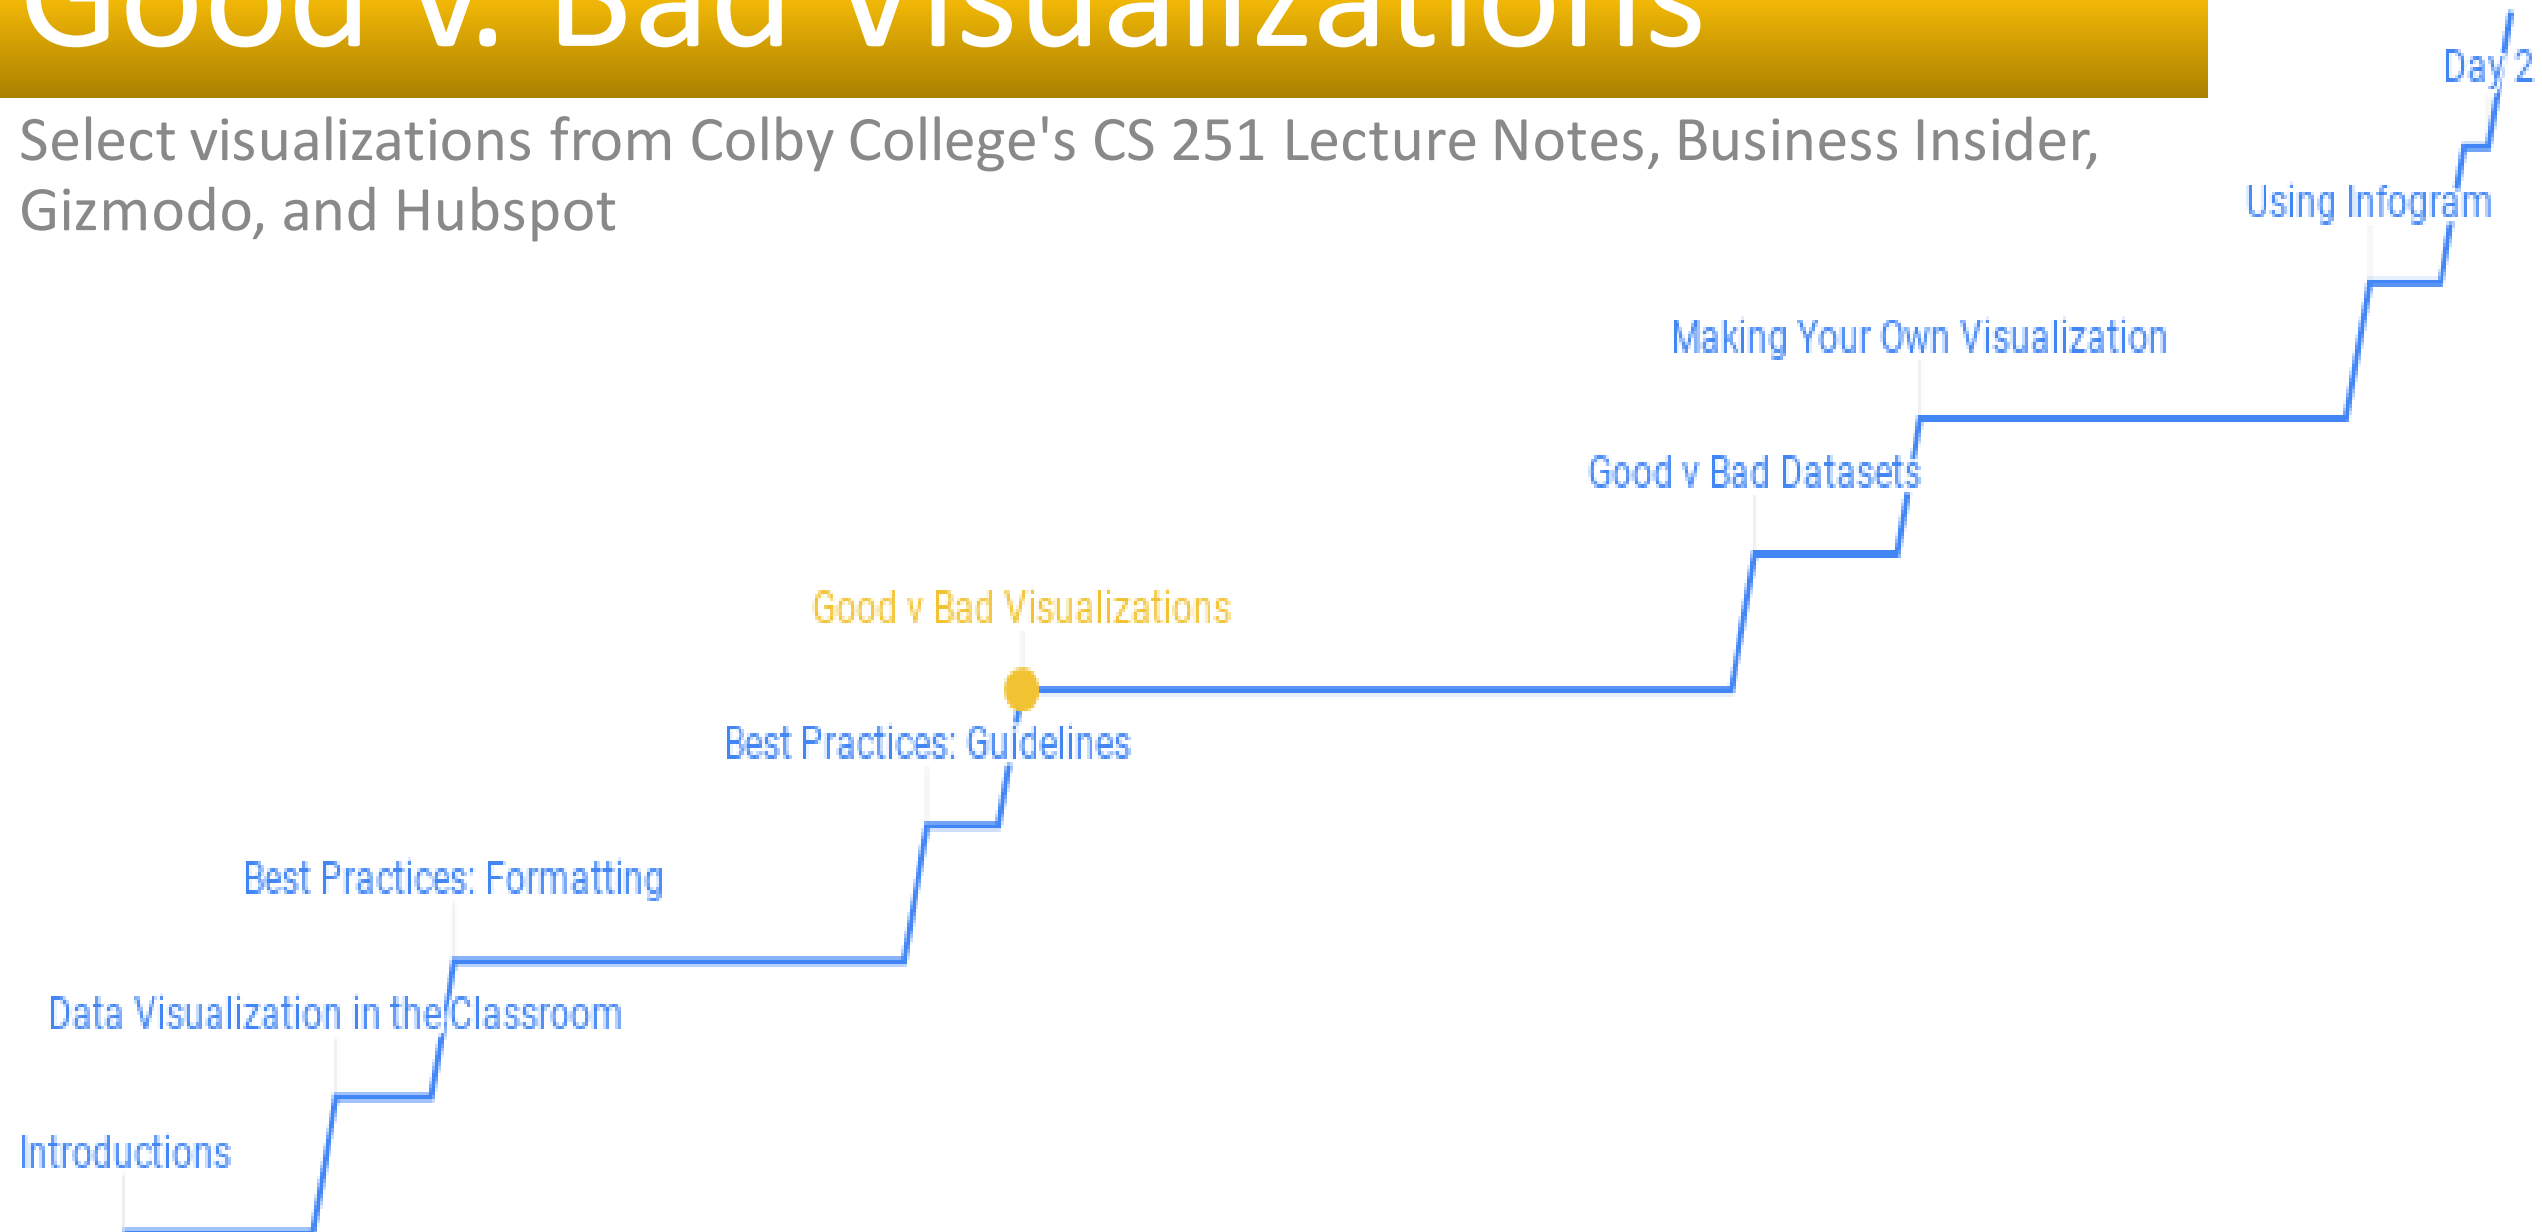 Good v. Bad Visualizations
Select visualizations from Colby College's CS 251 Lecture Notes, Business Insider,
Gizmodo, and Hubspot
Day 2
Using Infogram
Making Your Own Visualization
Good v Bad Datasets
Good v Bad Visualizations
Best Practices: Guidelines
Best Practices: Formatting
Data Visualization in the Classroom
Introductions